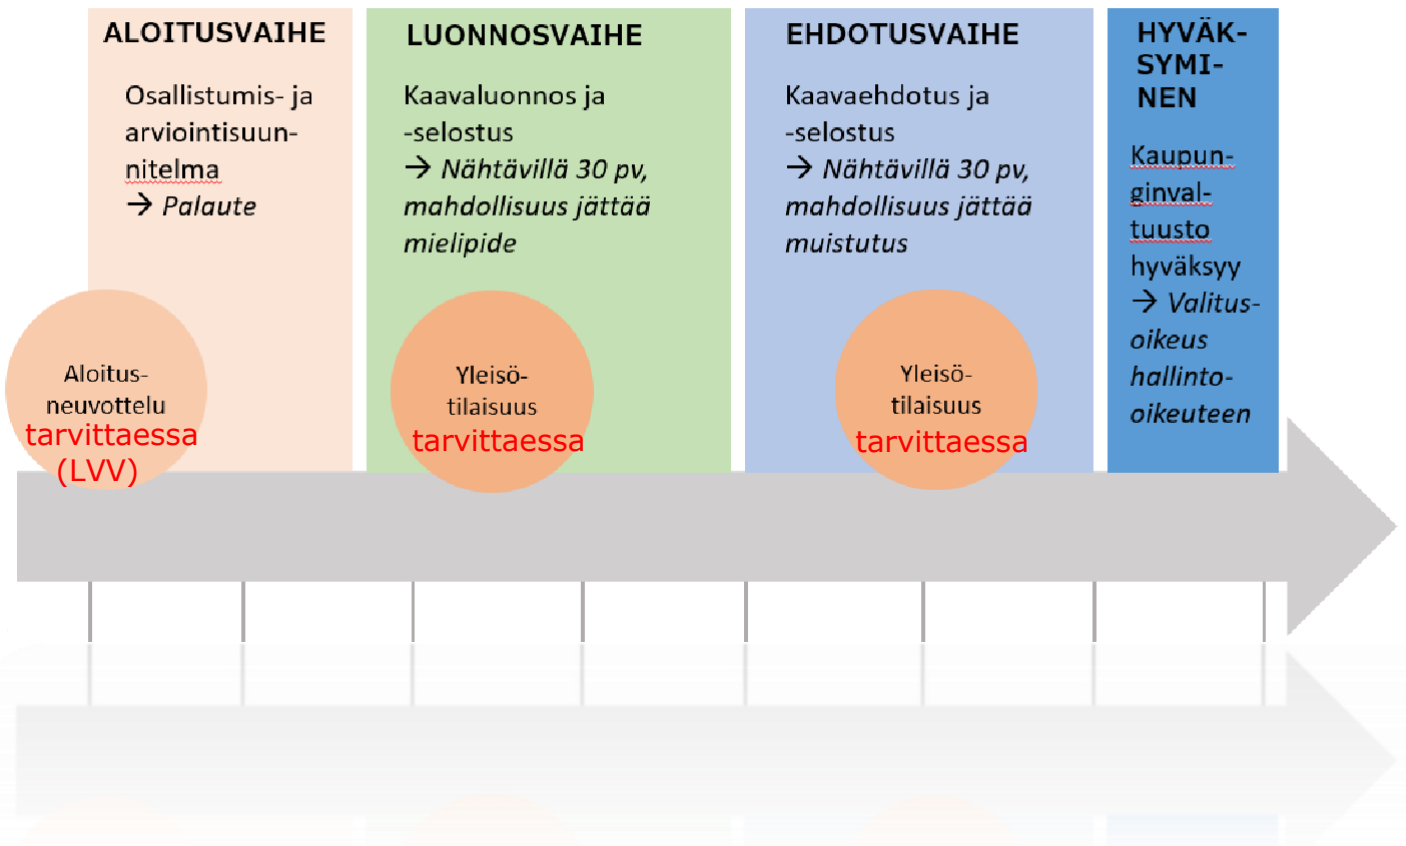 ALOITUSVAIHE
Osallistumis- ja
arviointisuun-
nitelma
→ Palaute
Aloitus-
neuvottelu
tarvittaessa
(LVV)
LUONNOSVAIHE
Kaavaluonnos ja
-selostus
→ Nähtävillä 30 pv,
mahdollisuus jättää
mielipide
Yleisö-
tilaisuus
tarvittaessa
EHDOTUSVAIHE
Kaavaehdotus ja
-selostus
→ Nähtävillä 30 pv,
mahdollisuus jättää
muistutus
Yleisö-
tilaisuus
tarvittaessa
HYVÄK-
SYMI-
NEN
Kaupun-
ginval-
tuusto
hyväksyy
→ Valitus-
oikeus
hallinto-
oikeuteen